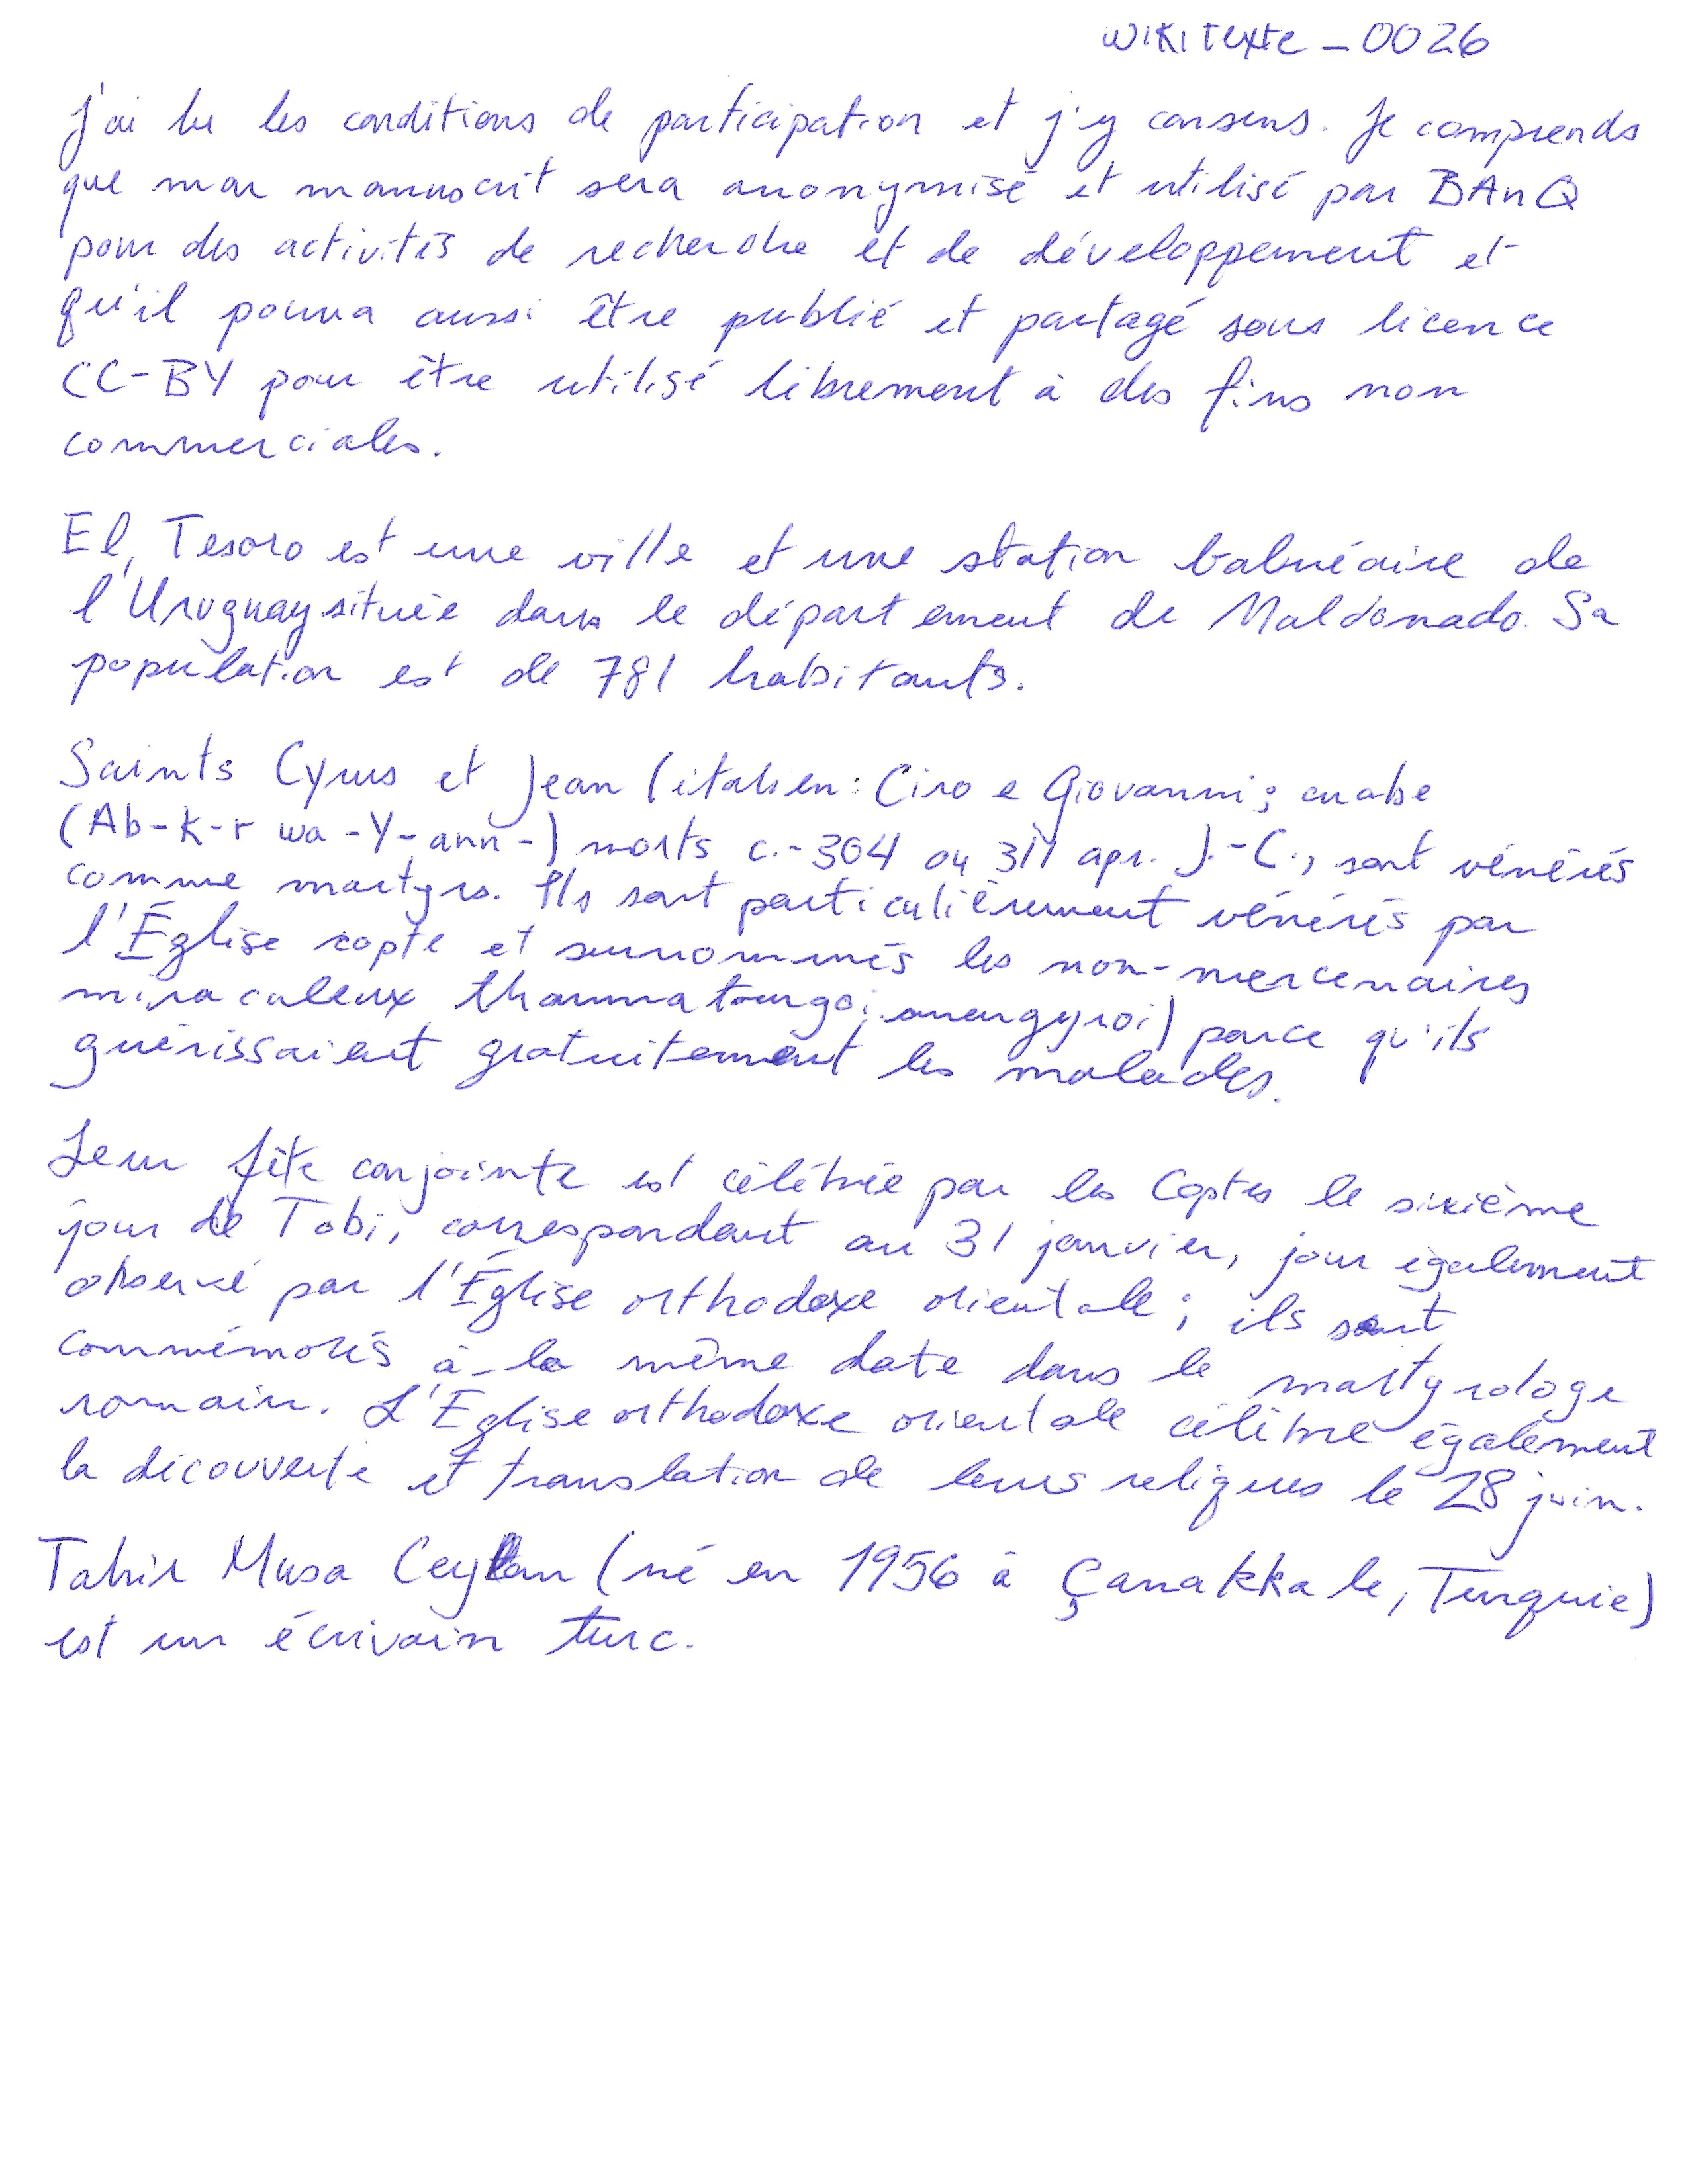 WIKITEXTE_0026
J'ai lu les conditions de participation et j'y consens. Je comprends
que mon manuscrit sera anonymisé et utilisé par BAnQ
pour des activités de recherche et de développement et
qu'il pourra aussi être publié et partagé sous licence
CC-BY pour être utilisé librement à des fins non
commerciales.
El Tesoro est une ville et une station balnéaire de
l'Uruguay située dans le département de Maldonado. Sa
population est de 781 habitants.
Saints Cyrus et Jean (italien : Ciro e Giovanni ; arabe
(Ab-k-r wa-Y-ann-) morts c.-304 ou 311 apr. J.-C., sont vénérés
comme martyrs. Ils sont particulièrement vénérés par
l'Église copte et surnommés les non-mercenaires
miraculeux thaumatourgoi anargyroi) parce qu'ils
guérissaient gratuitement les malades.
Leur fête conjointe est célébrée par les Coptes le sixième
jour de Tobi, correspondant au 31 janvier, jour également
observé par l'Église orthodoxe orientale ; ils sont
commémorés à la même date dans le martyrologe
romain. L'Église orthodoxe orientale célèbre également
la découverte et translation de leurs reliques le 28 juin.
Tahir Musa Ceylan (né en 1956 à Çanakkale, Turquie)
est un écrivain turc.